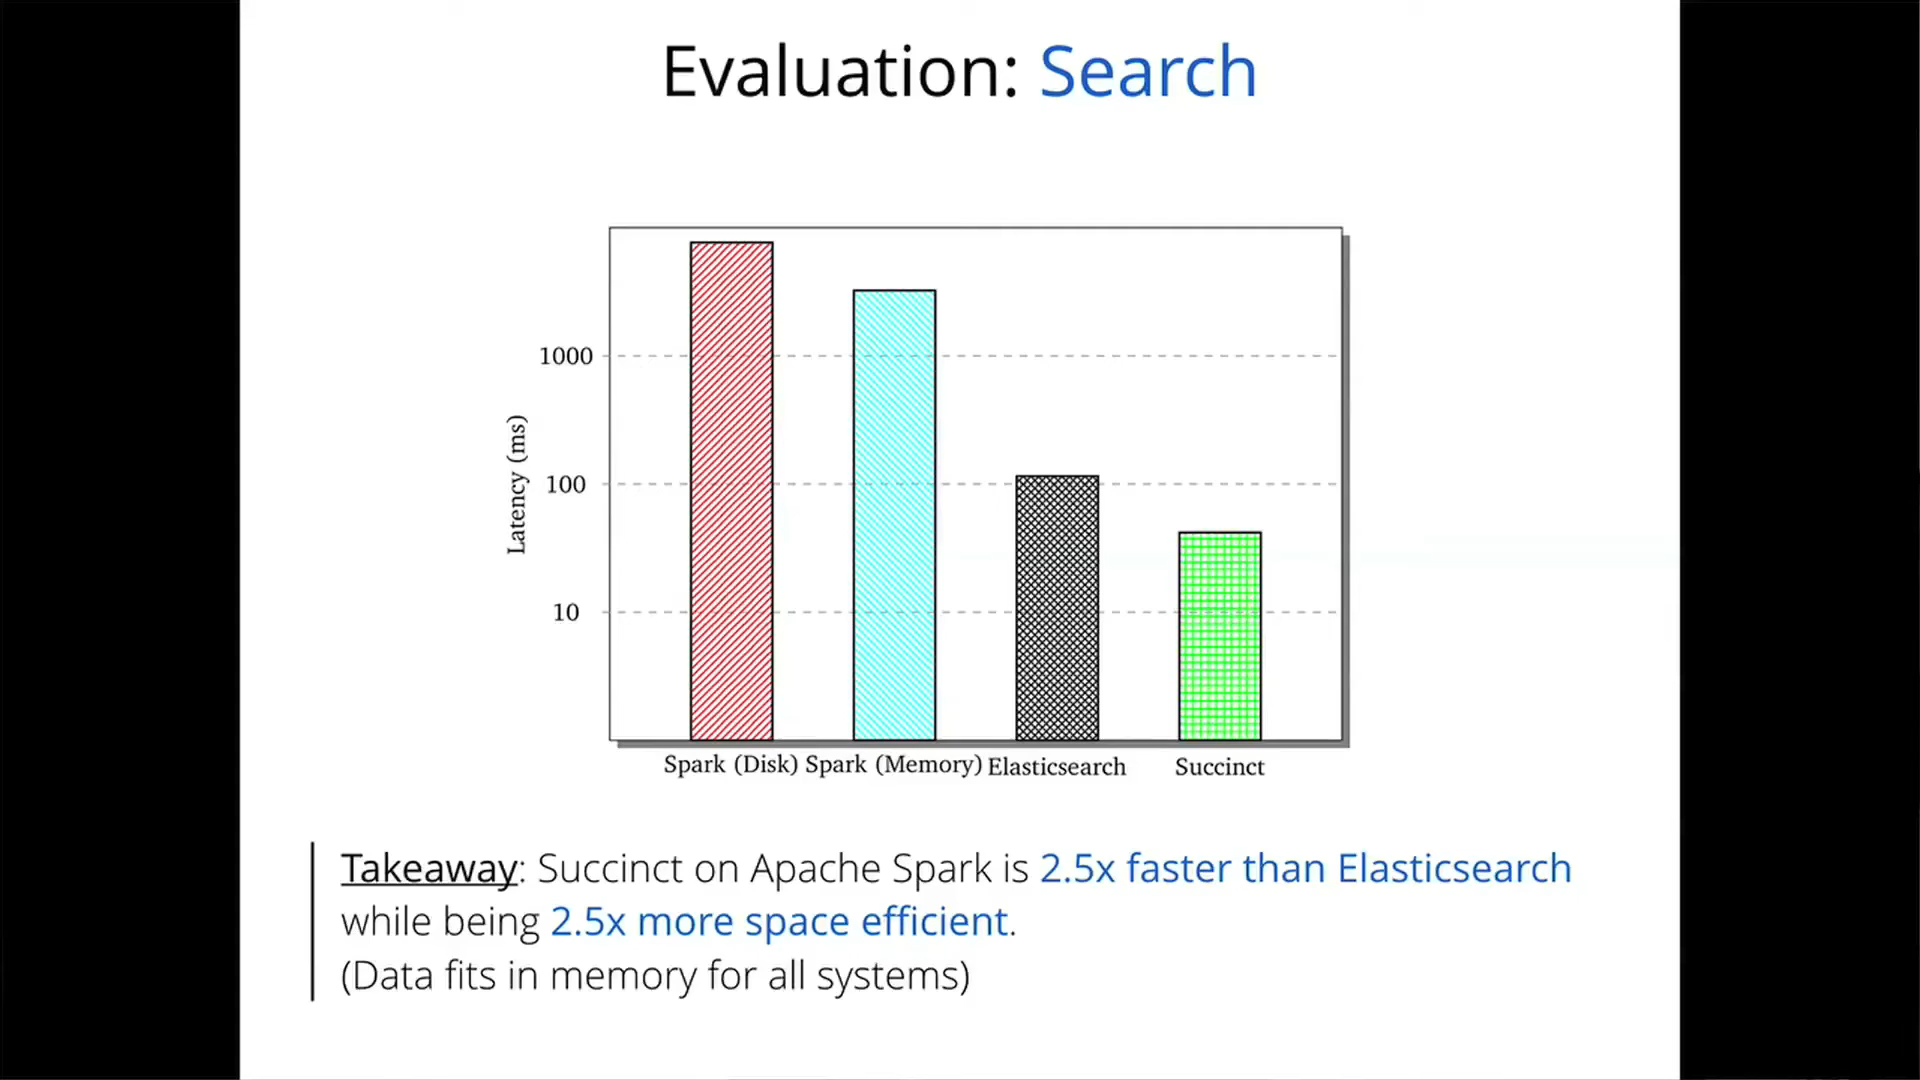 Evaluation: Search
1000
100
10
Latency (ms)
Spark (Disk) Spark (Memory) Elasticsearch Succinct
Takeaway: Succinct on Apache Spark is 2.5x faster than Elasticsearch
while being 2.5x more space efficient.
(Data fits in memory for all systems)